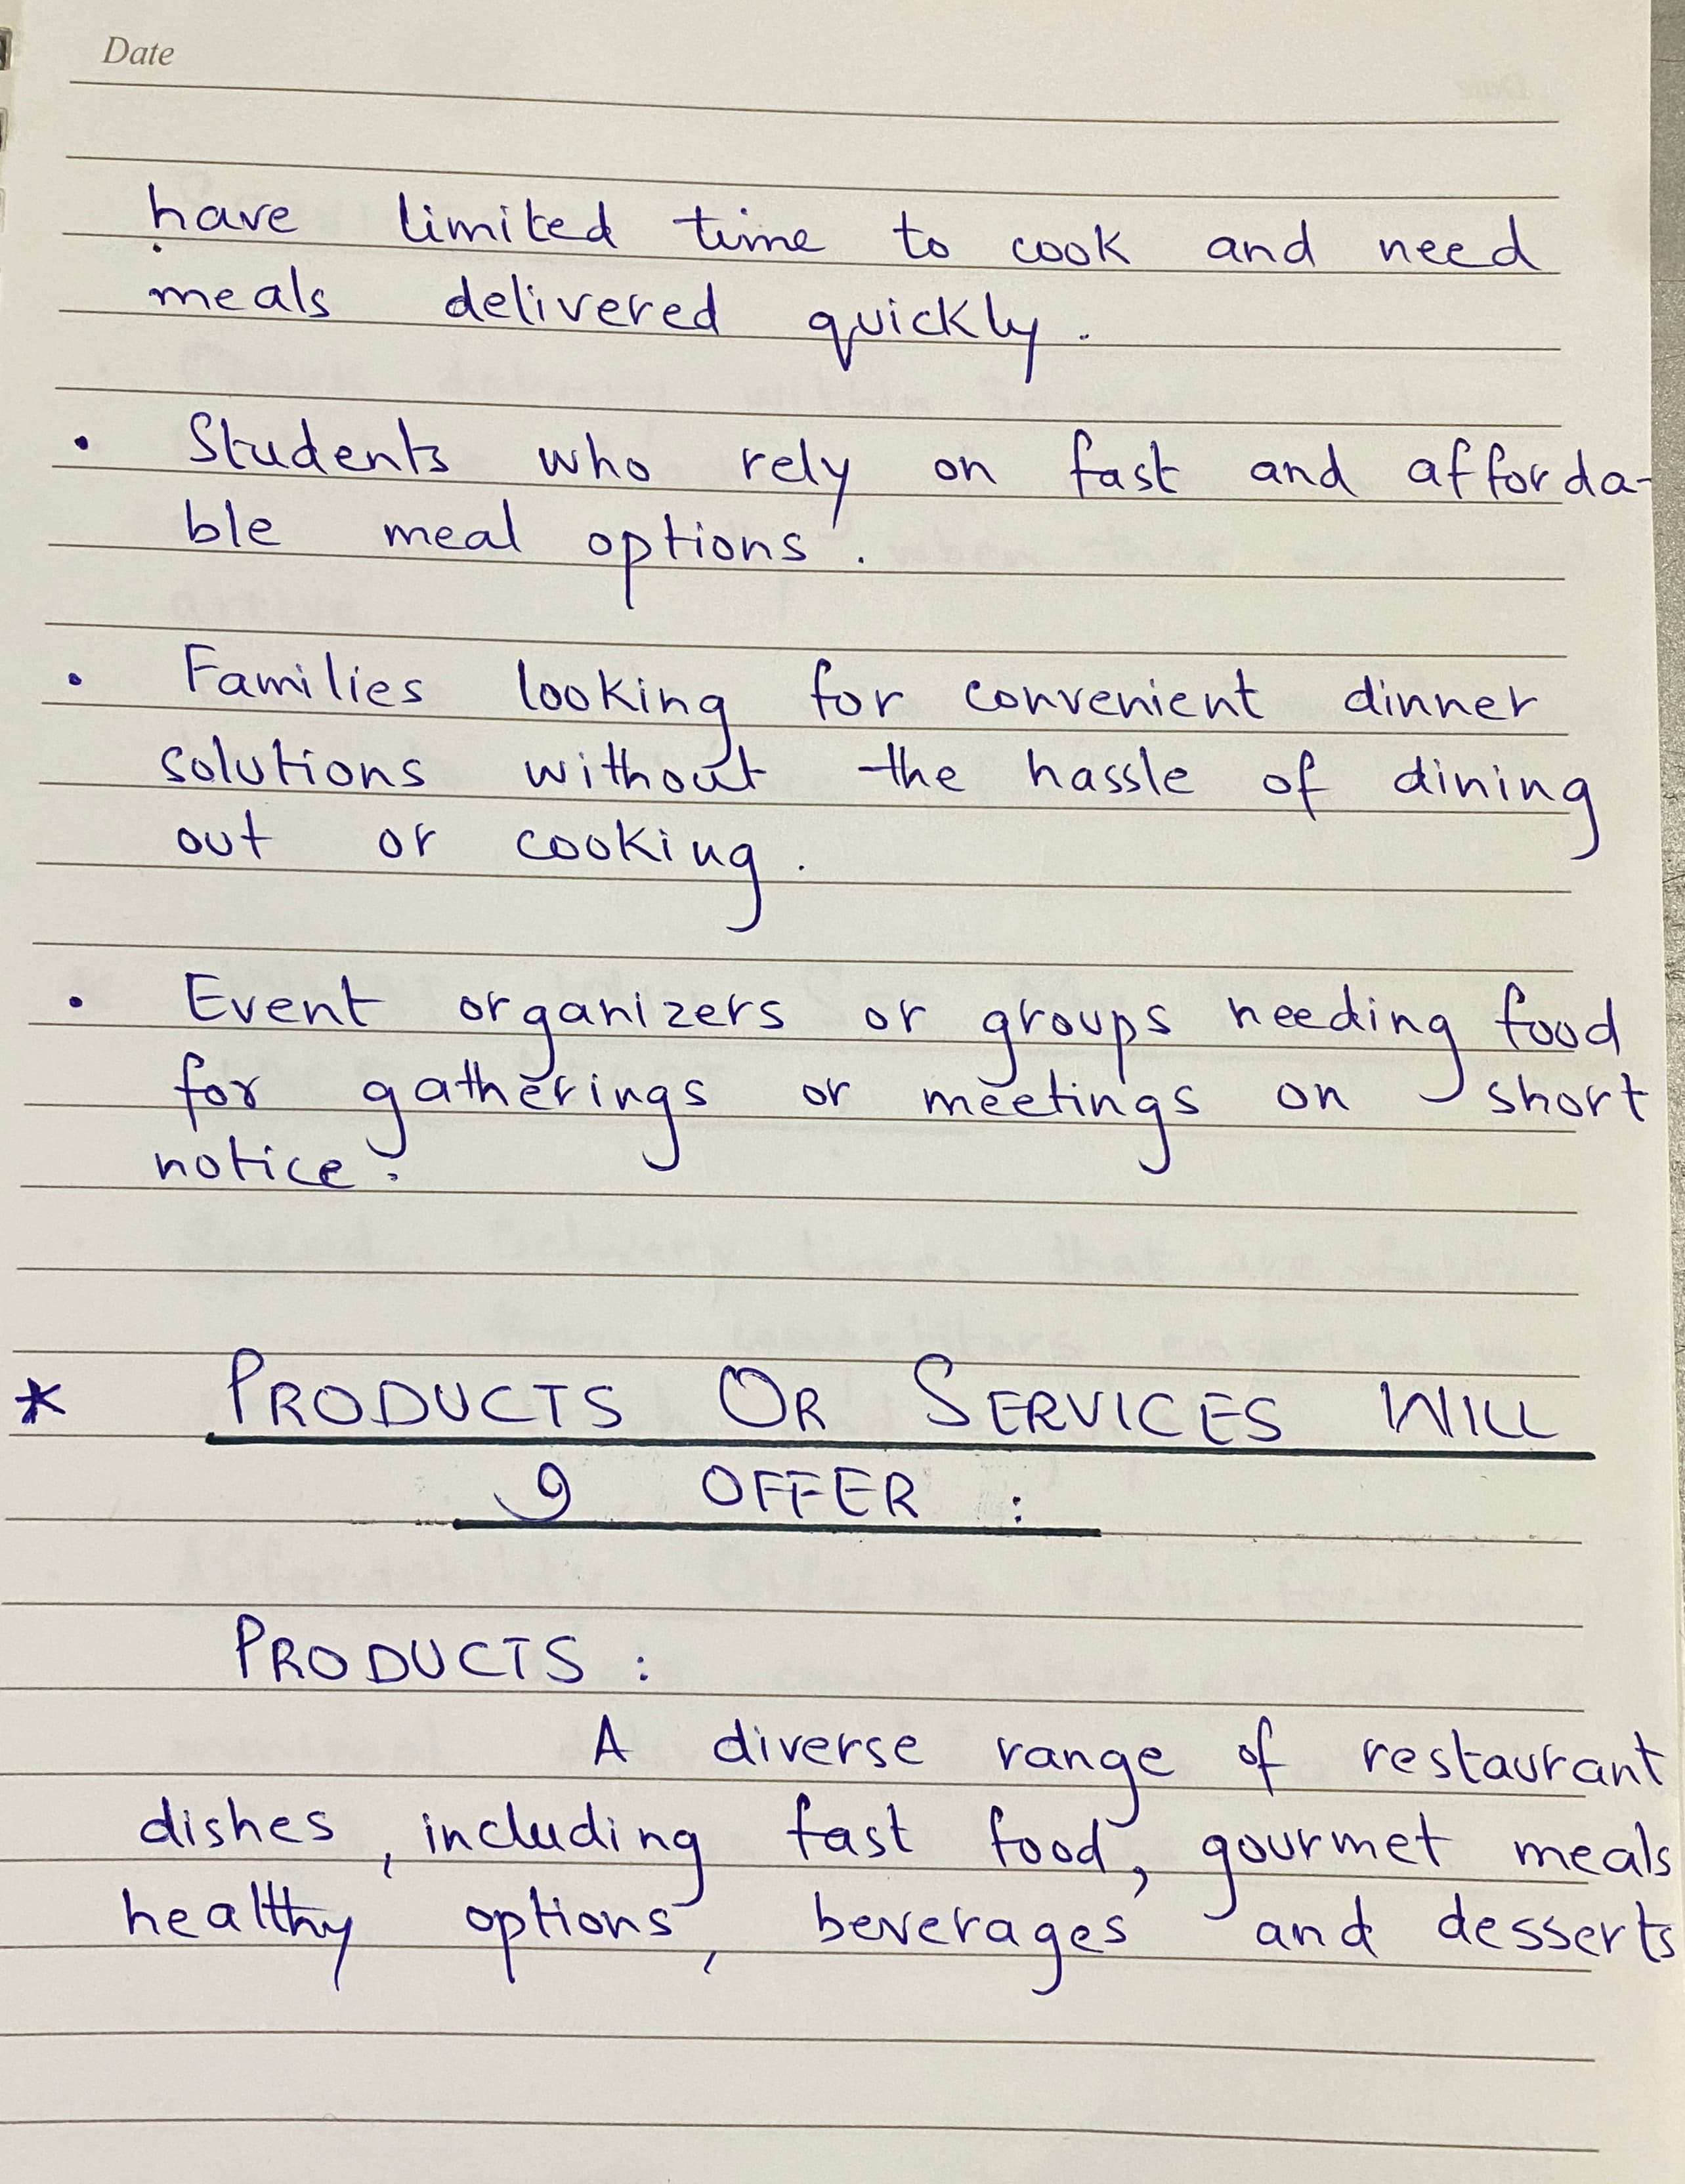 Date
have limited time to cook and need
meals delivered quickly.
• Students who rely on fast and afforda-
ble meal options.
• Families looking for convenient dinner
solutions without the hassle of dining
out or cooking.
• Event organizers or groups needing food
for gatherings or meetings on short
notice.
* PRODUCTS OR SERVICES WILL
I OFFER :
PRODUCTS :
A diverse range of restaurant
dishes, including fast food, gourmet meals
healthy options, beverages and desserts